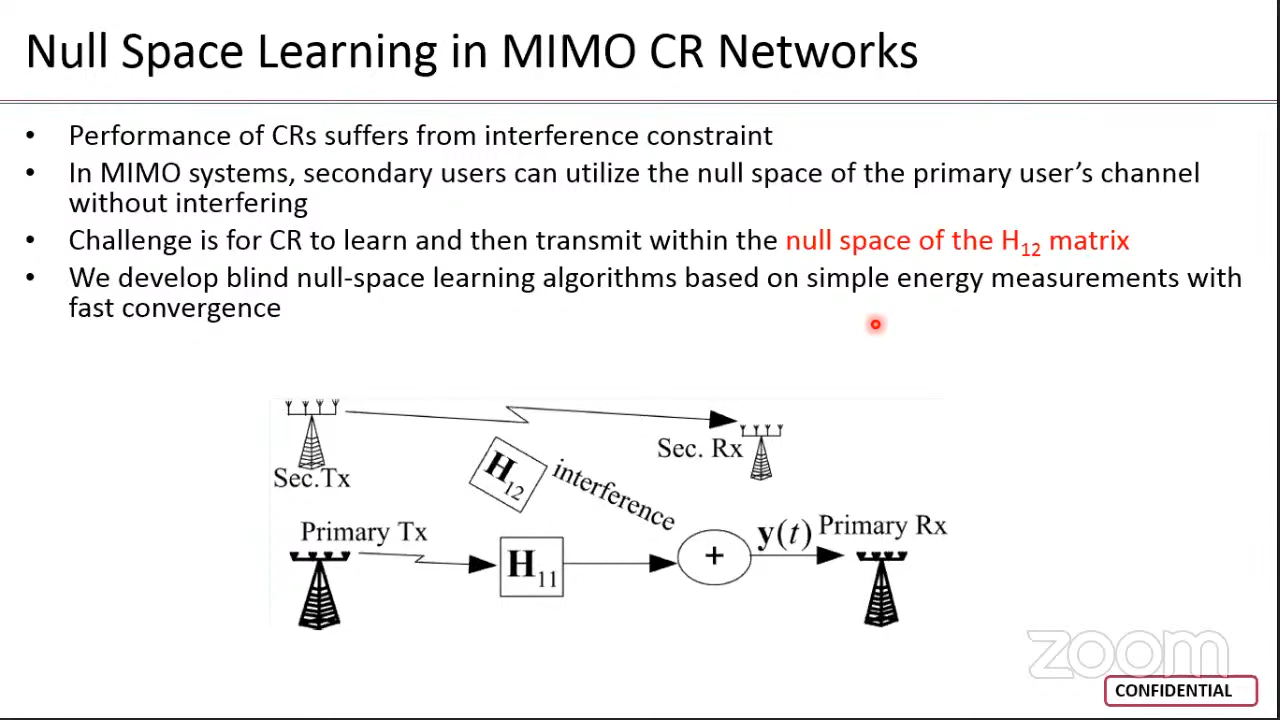 Null Space Learning in MIMO CR Networks
• Performance of CRs suffers from interference constraint
• In MIMO systems, secondary users can utilize the null space of the primary user’s channel
without interfering
• Challenge is for CR to learn and then transmit within the null space of the H12 matrix
• We develop blind null-space learning algorithms based on simple energy measurements with
fast convergence
Sec.Tx
Sec. Rx
H12
interference
Primary Tx
H11
+
y(t)
Primary Rx
zoom
CONFIDENTIAL